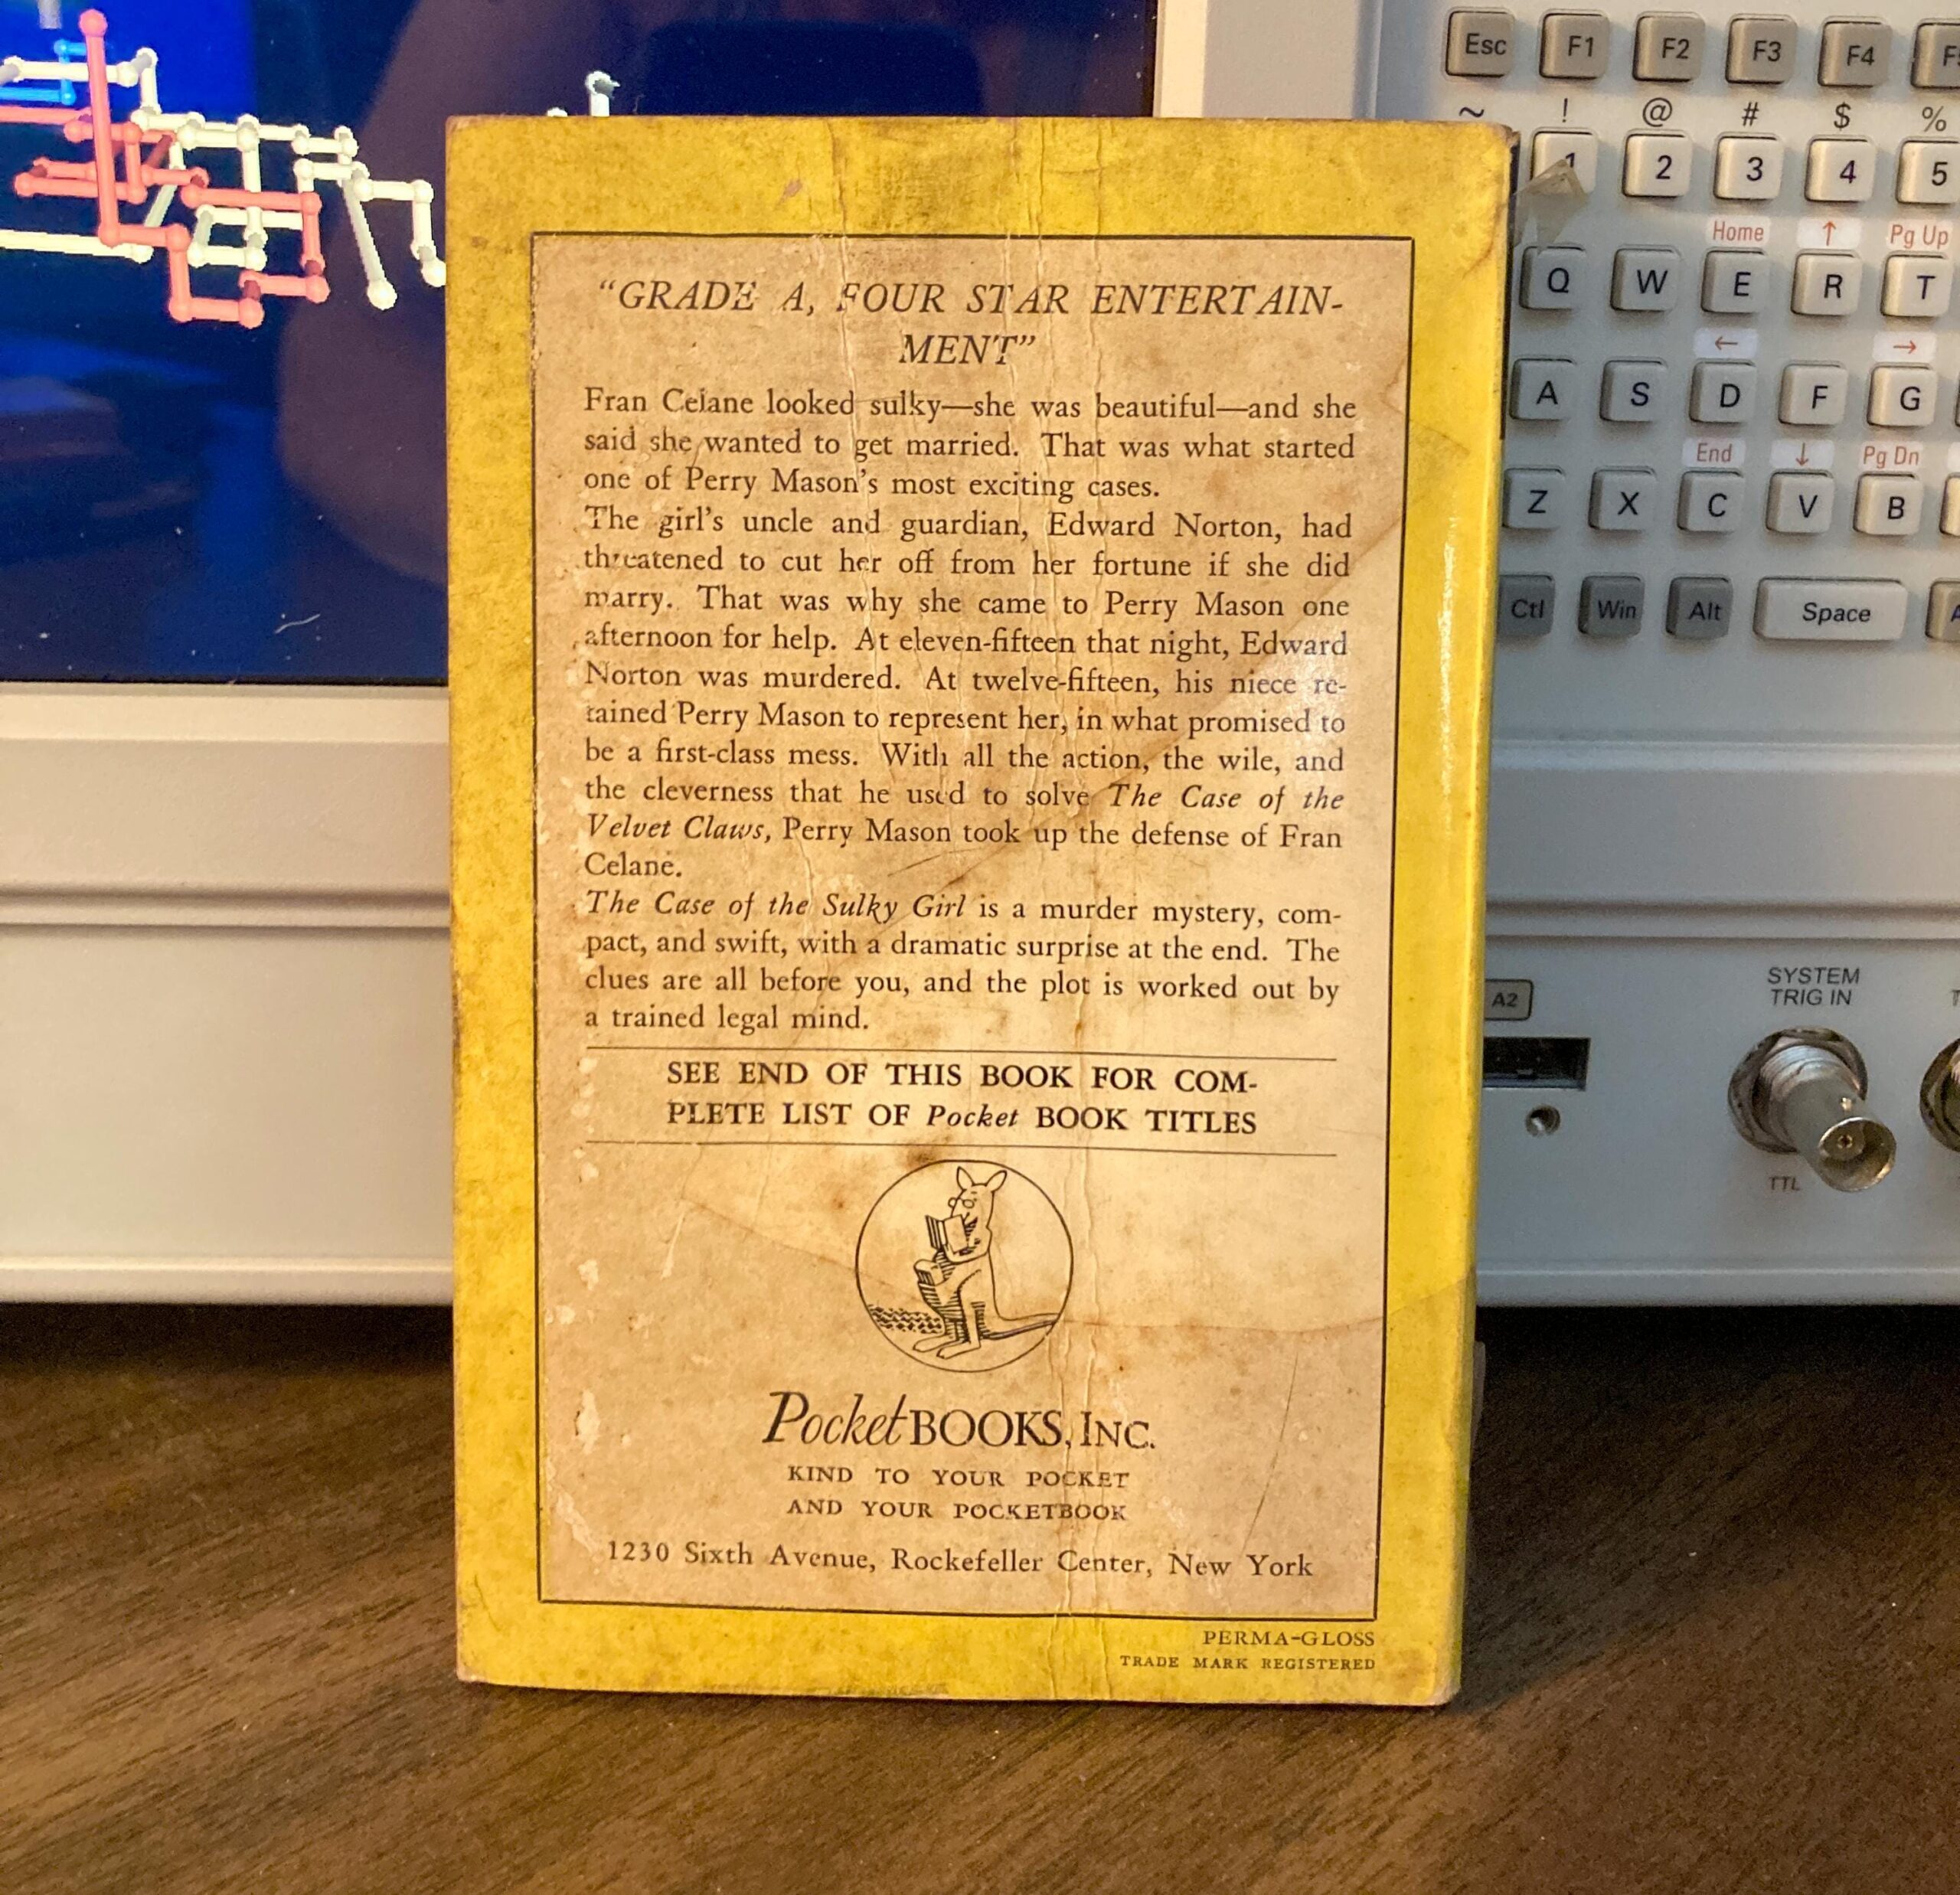 “GRADE A, FOUR STAR ENTERTAIN-
MENT”
Fran Celane looked sulky—she was beautiful—and she
said she wanted to get married. That was what started
one of Perry Mason's most exciting cases.
The girl's uncle and guardian, Edward Norton, had
threatened to cut her off from her fortune if she did
marry. That was why she came to Perry Mason one
afternoon for help. At eleven-fifteen that night, Edward
Norton was murdered. At twelve-fifteen, his niece re-
tained Perry Mason to represent her, in what promised to
be a first-class mess. With all the action, the wile, and
the cleverness that he used to solve The Case of the
Velvet Claws, Perry Mason took up the defense of Fran
Celane.
The Case of the Sulky Girl is a murder mystery, com-
pact, and swift, with a dramatic surprise at the end. The
clues are all before you, and the plot is worked out by
a trained legal mind.
SEE END OF THIS BOOK FOR COM-
PLETE LIST OF Pocket BOOK TITLES
Pocket BOOKS, INC.
KIND TO YOUR POCKET
AND YOUR POCKETBOOK
1230 Sixth Avenue, Rockefeller Center, New York
PERMA-GLOSS
TRADE MARK REGISTERED
Esc F1 F2 F3 F4
~ ! @ # $ %
1 2 3 4 5
Home ↑ Pg Up
Q W E R T
← →
A S D F G
End ↓ Pg Dn
Z X C V B
Ctl Win Alt Space
A2
SYSTEM
TRIG IN
TTL